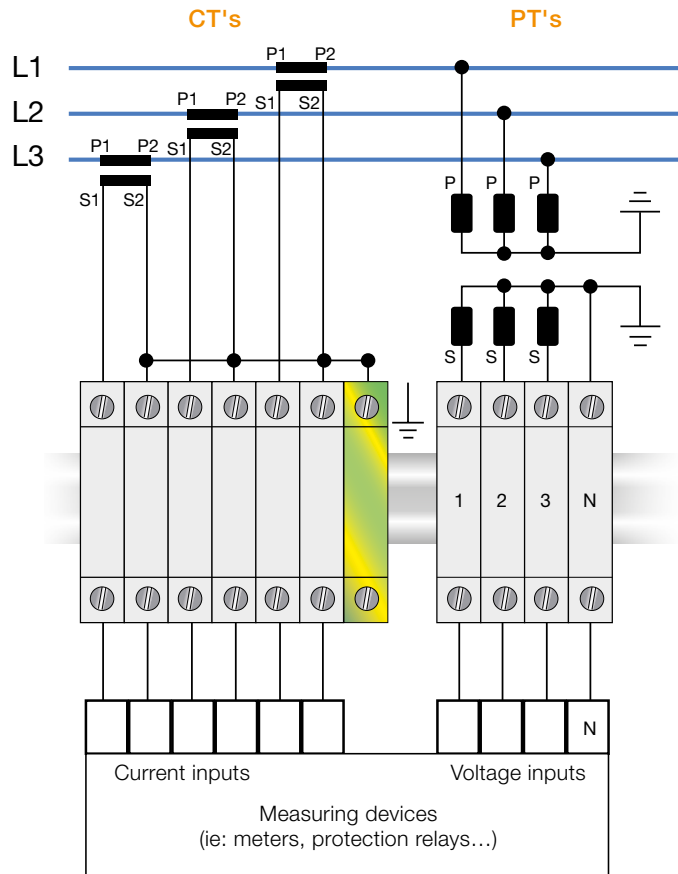 CT's PT's
P1 P2
L1
S1 S2
P1 P2
L2
S1 S2
P1 P2
L3
S1 S2
P P P
S S S
1 2 3 N
N
Current inputs Voltage inputs
Measuring devices
(ie: meters, protection relays…)